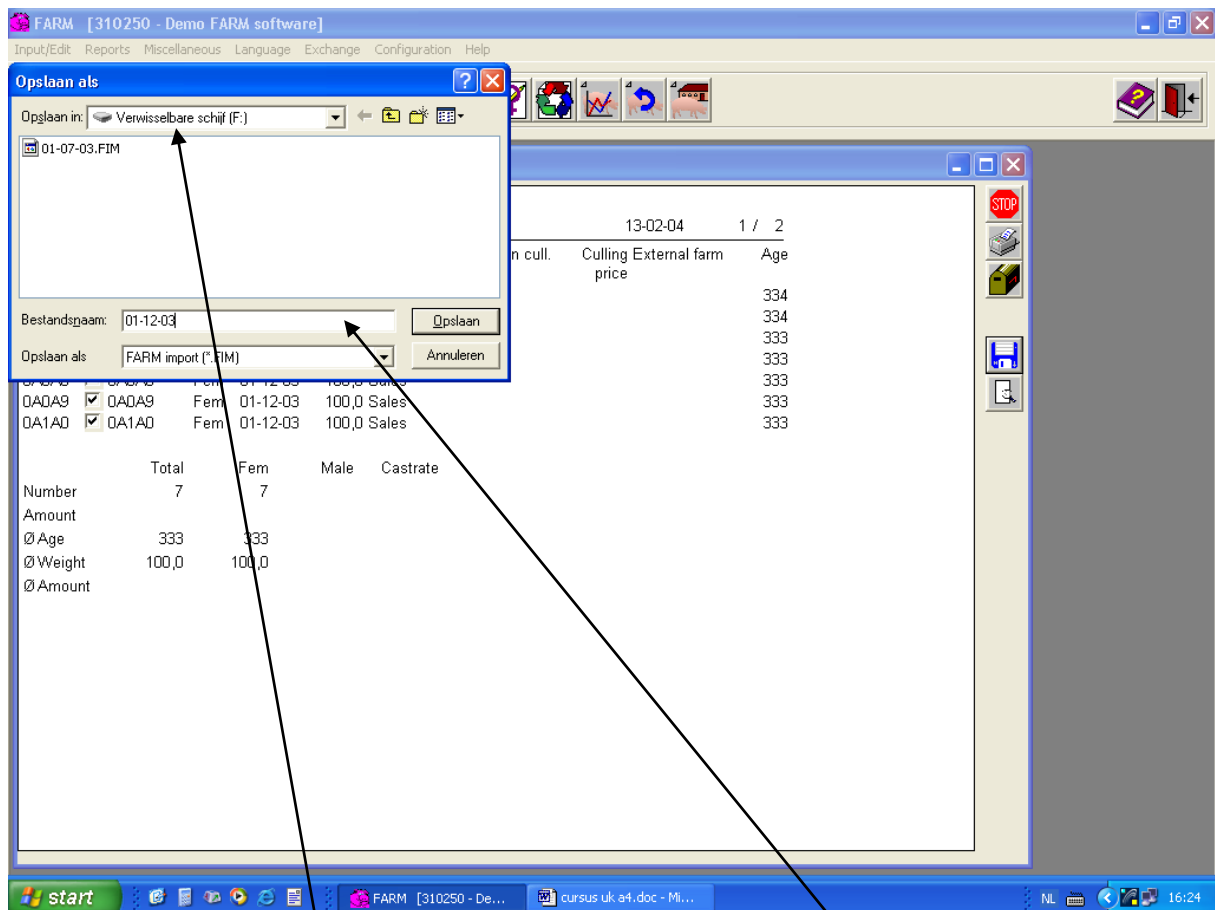 FARM [310250 - Demo FARM software]
Input/Edit Reports Miscellaneous Language Exchange Configuration Help
Opslaan als
Opslaan in: Verwisselbare schijf (F:)
01-07-03.FIM
Bestandsnaam: 01-12-03 Opslaan
Opslaan als FARM import (*.FIM) Annuleren
STOP
13-02-04 1 / 2
n cull. Culling External farm Age
price
334
334
333
333
333
0A0A9 0A0A9 Fem 01-12-03 100,0 Sales 333
0A1A0 0A1A0 Fem 01-12-03 100,0 Sales 333
Total Fem Male Castrate
Number 7 7
Amount
Ø Age 333 333
Ø Weight 100,0 100,0
Ø Amount
start FARM [310250 - De... cursus uk a4.doc - Mi... NL 16:24